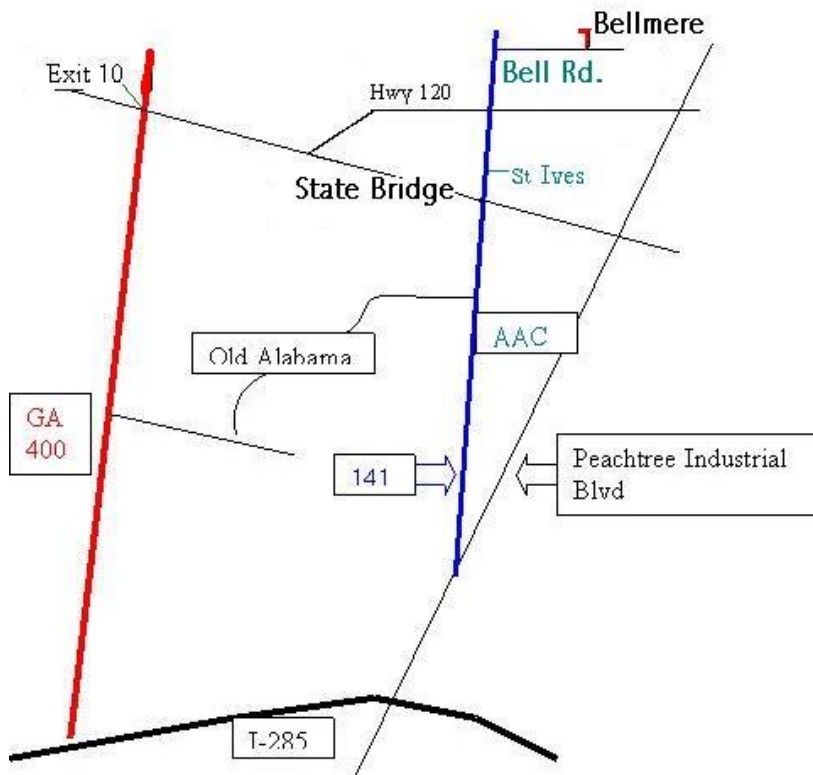 Bellmere
Exit 10
Bell Rd.
Hwy 120
St Ives
State Bridge
AAC
Old Alabama
GA
400
141
Peachtree Industrial
Blvd
I-285